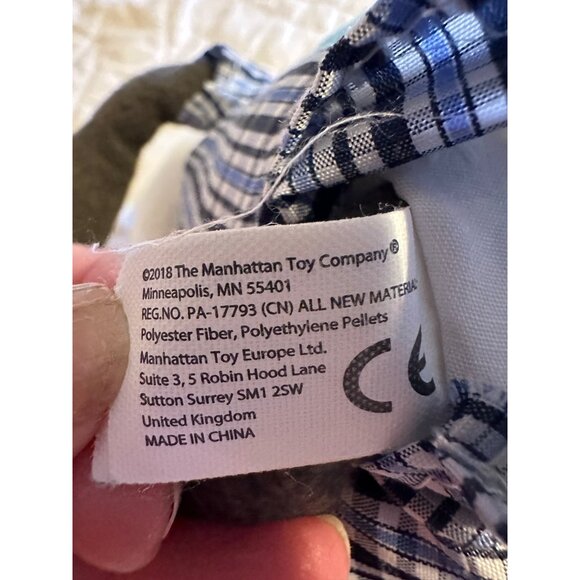 ©2018 The Manhattan Toy Company®
Minneapolis, MN 55401
REG.NO. PA-17793 (CN) ALL NEW MATERIAL
Polyester Fiber, Polyethylene Pellets
Manhattan Toy Europe Ltd.
Suite 3, 5 Robin Hood Lane
Sutton Surrey SM1 2SW
United Kingdom
MADE IN CHINA
CE